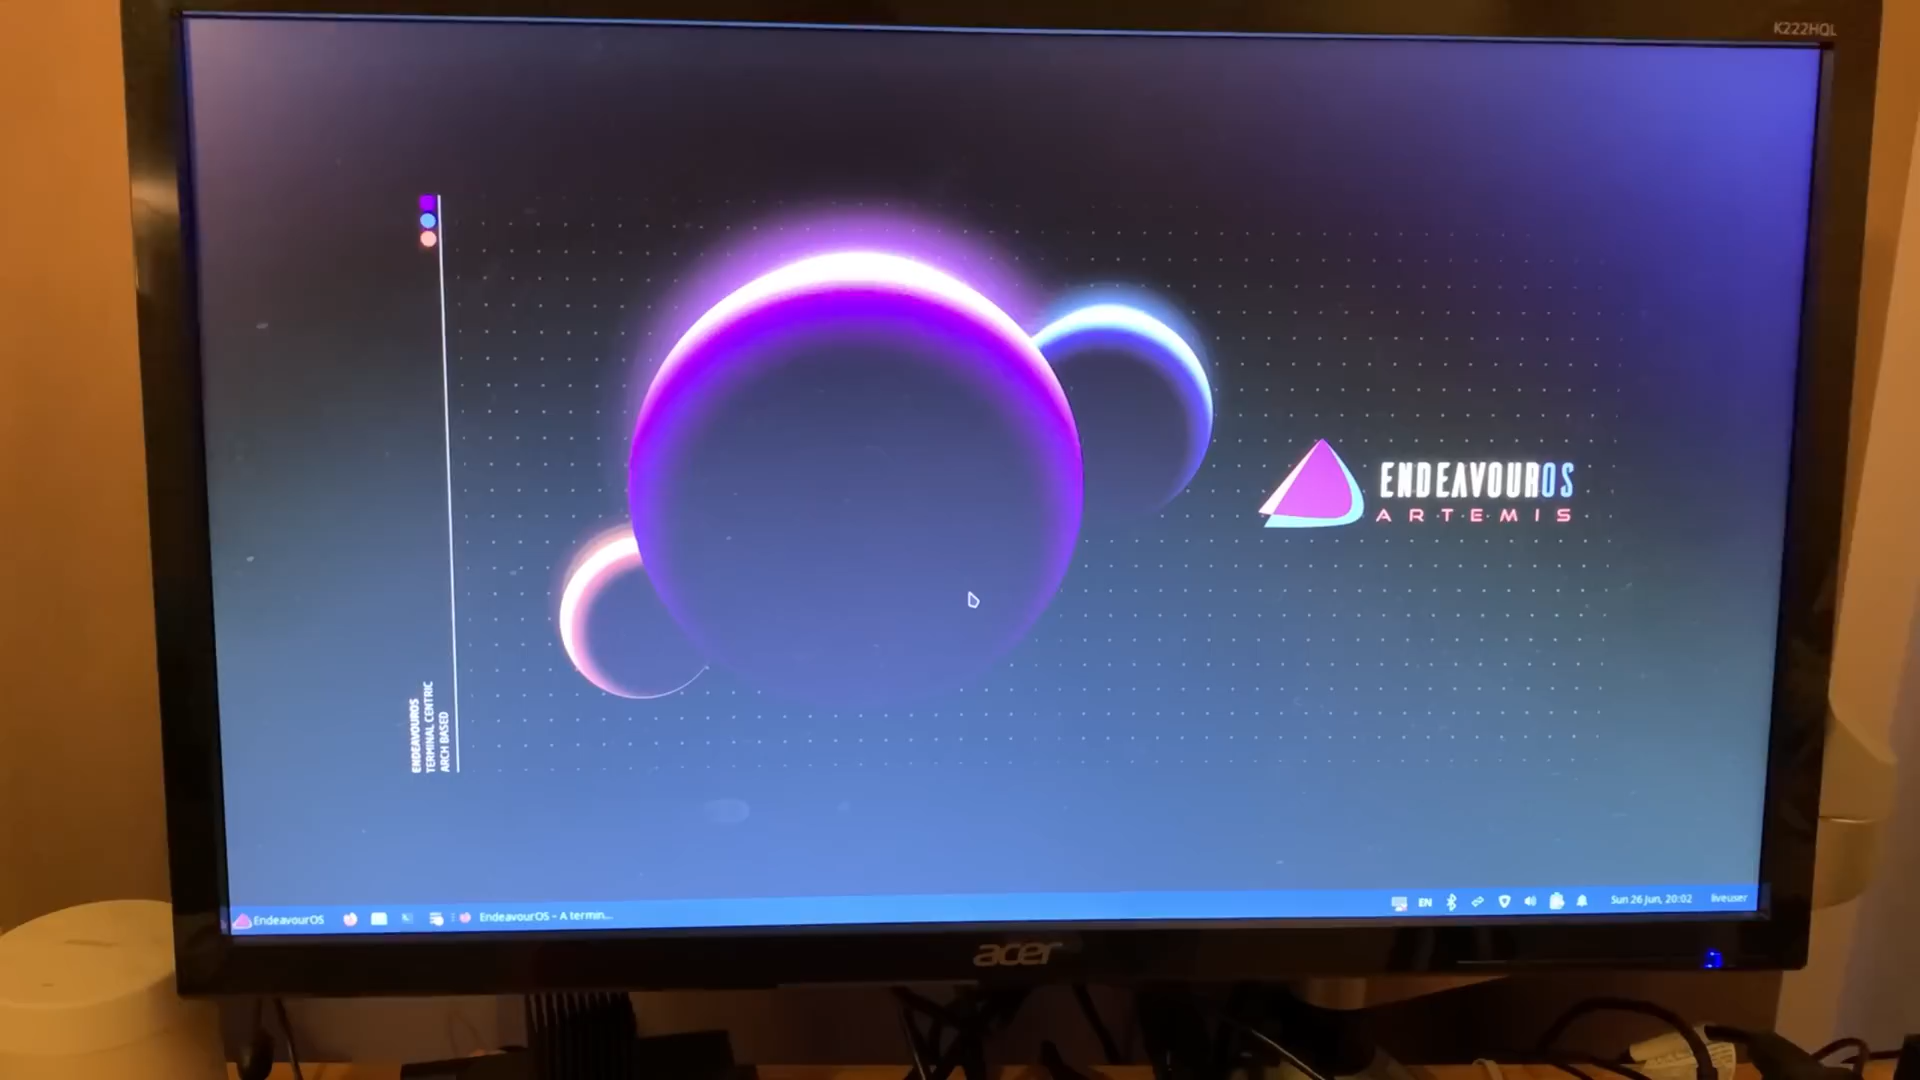 K222HQL
ENDEAVOUROS
ARTEMIS
ENDEAVOUROS
TERMINAL CENTRIC
ARCH BASED
EndeavourOS
EndeavourOS – A termin...
EN
Sun 26 Jun, 20:02
liveuser
acer